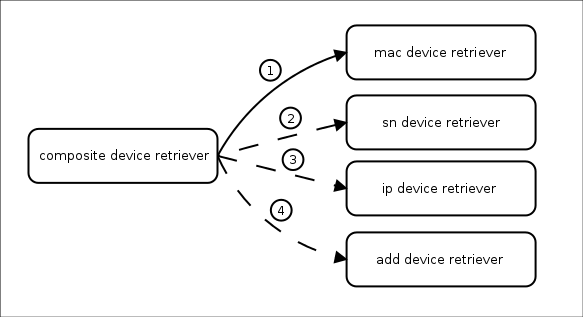 mac device retriever
1
2
sn device retriever
composite device retriever
3
ip device retriever
4
add device retriever